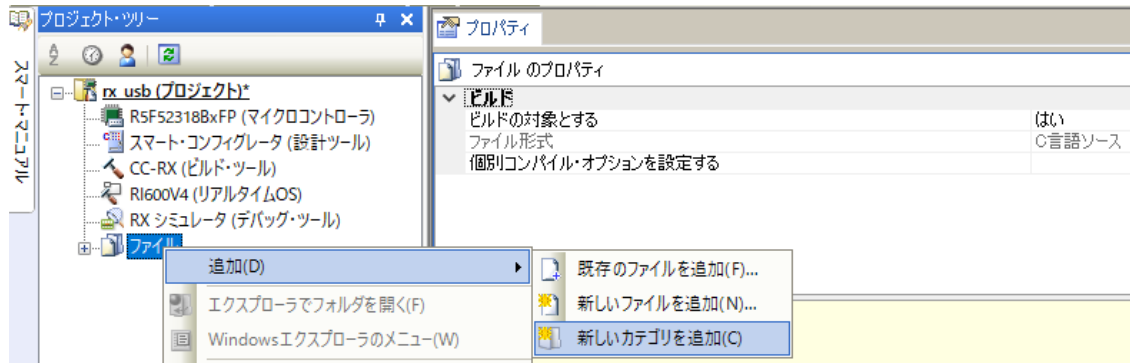 プロジェクト・ツリー
スマート・マニュアル
rx_usb (プロジェクト)*
R5F52318BxFP (マイクロコントローラ)
スマート・コンフィグレータ (設計ツール)
CC-RX (ビルド・ツール)
RI600V4 (リアルタイムOS)
RX シミュレータ (デバッグ・ツール)
ファイル
プロパティ
ファイル のプロパティ
ビルド
ビルドの対象とする はい
ファイル形式 C言語ソース
個別コンパイル・オプションを設定する
追加(D)
エクスプローラでフォルダを開く(F)
Windowsエクスプローラのメニュー(W)
既存のファイルを追加(F)...
新しいファイルを追加(N)...
新しいカテゴリを追加(C)